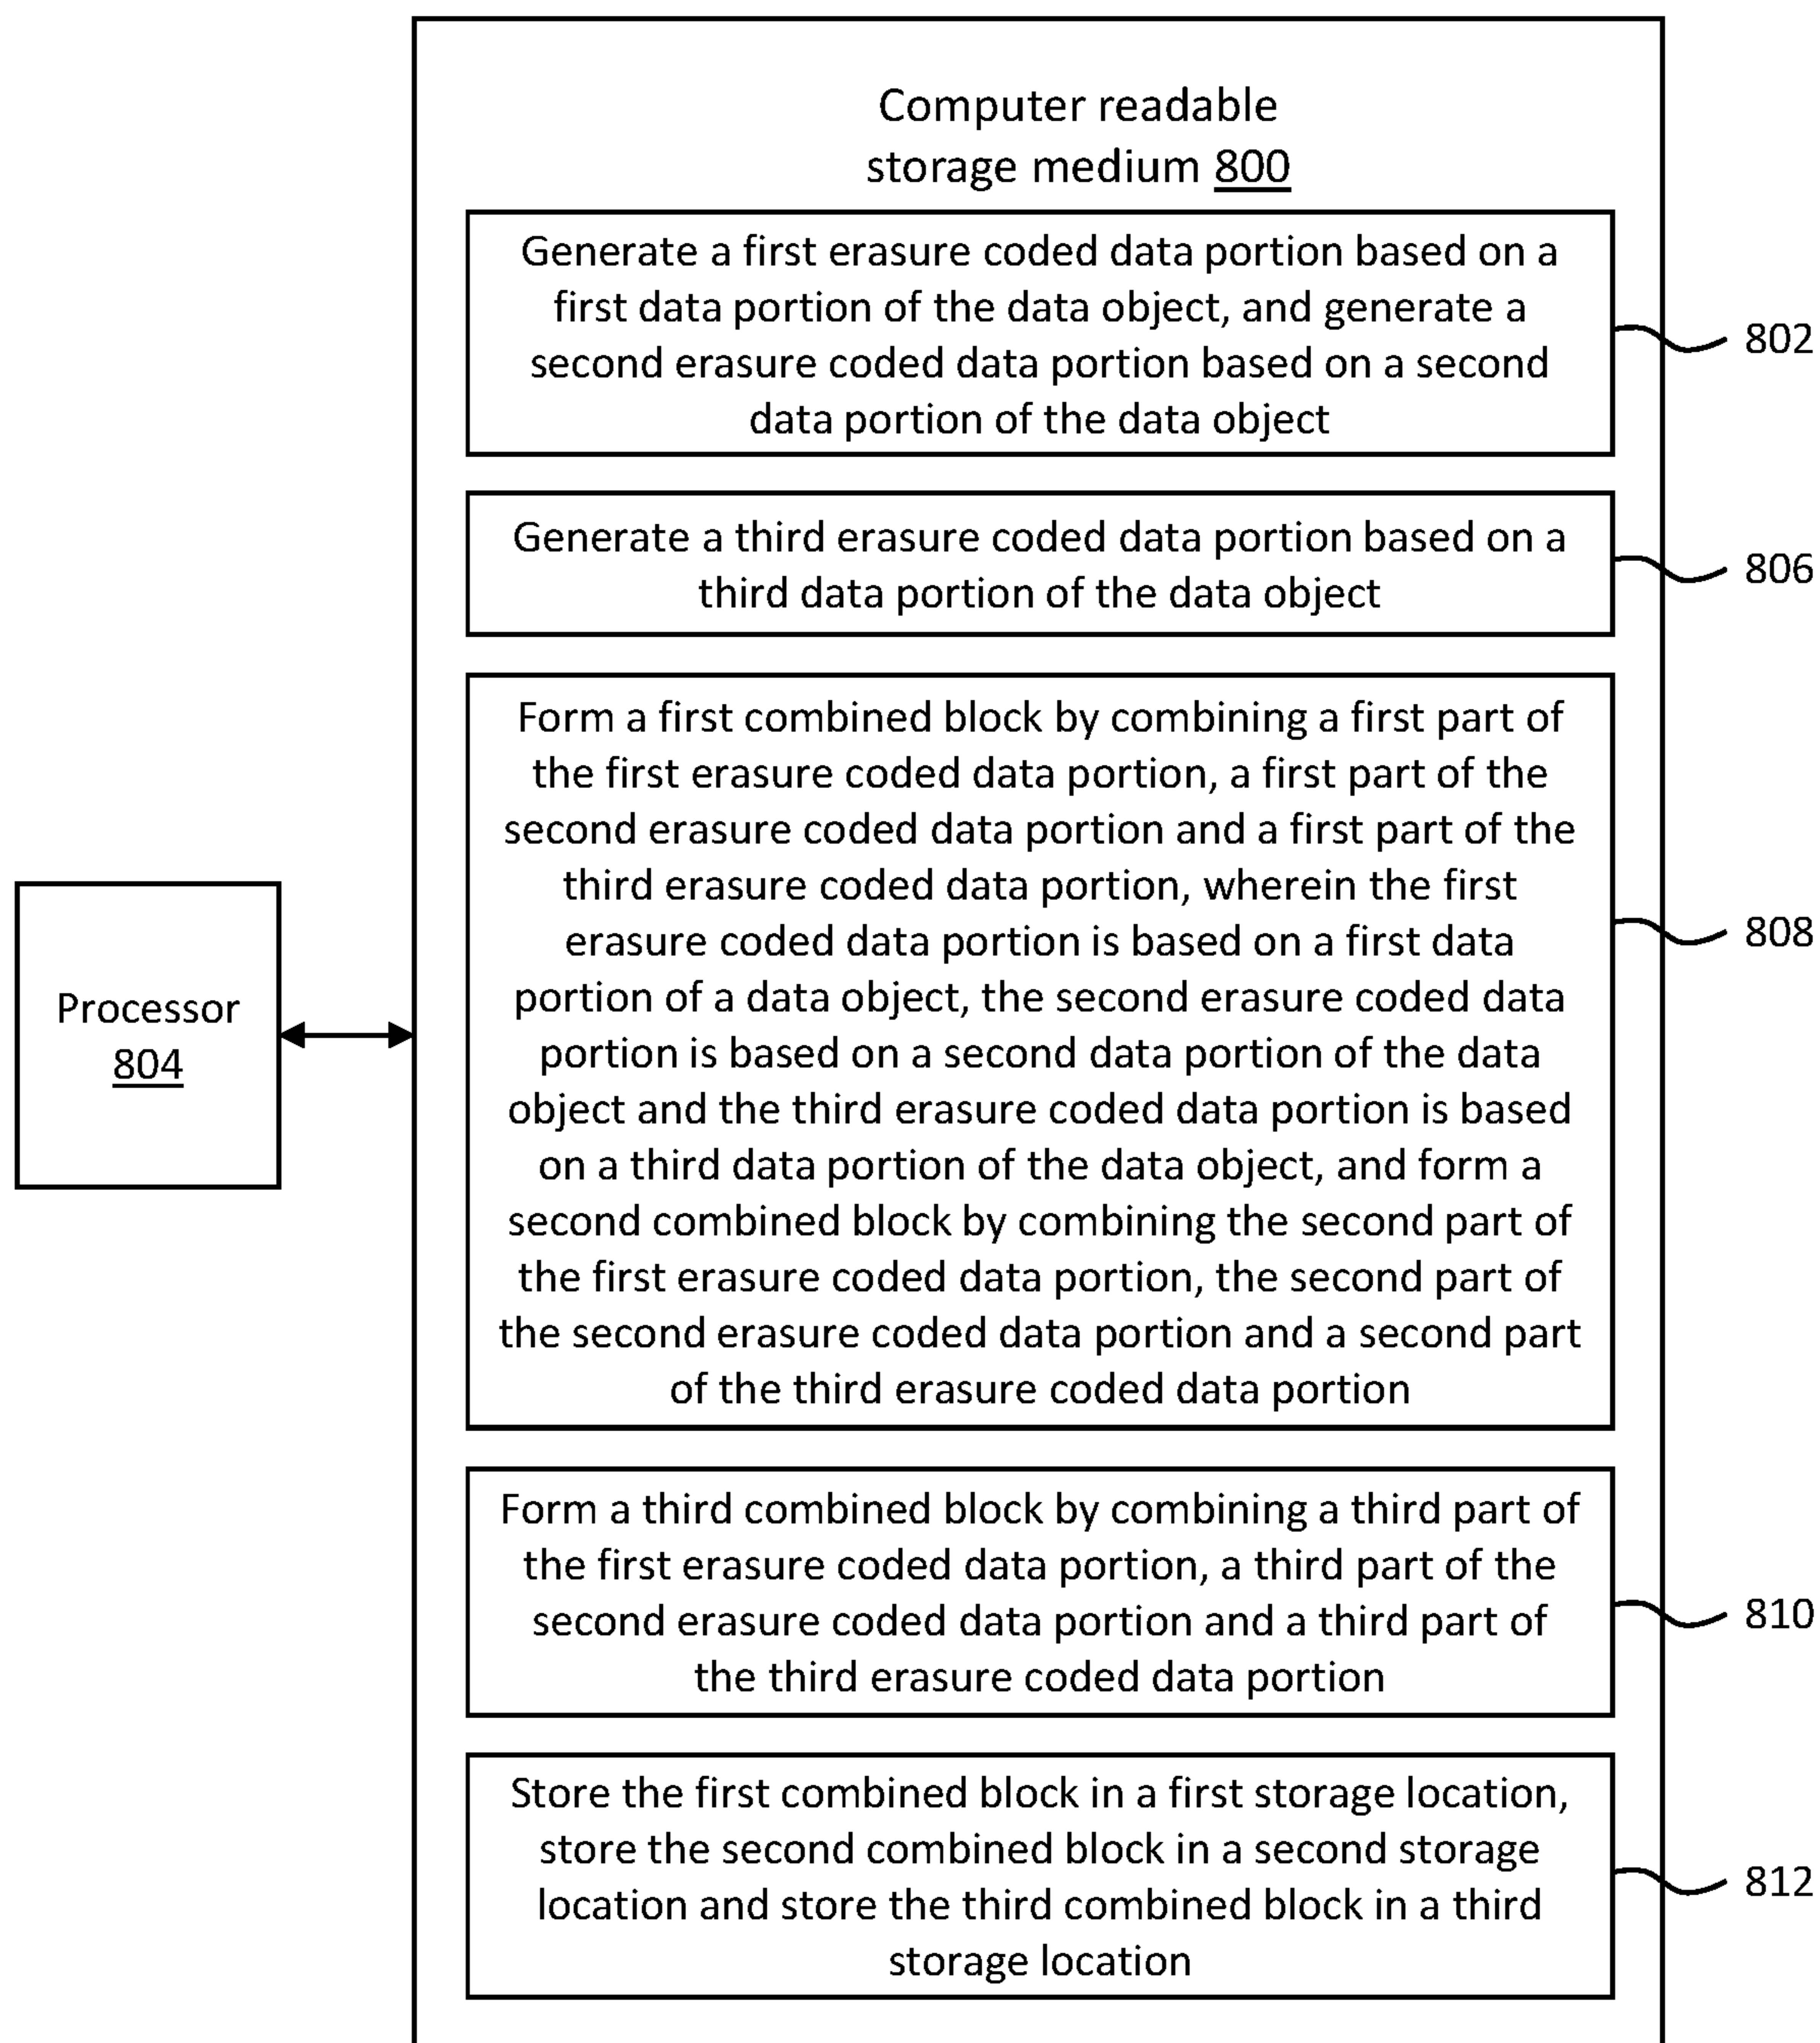 Computer readable
storage medium 800
Generate a first erasure coded data portion based on a
first data portion of the data object, and generate a
second erasure coded data portion based on a second
data portion of the data object
802
Generate a third erasure coded data portion based on a
third data portion of the data object
806
Form a first combined block by combining a first part of
the first erasure coded data portion, a first part of the
second erasure coded data portion and a first part of the
third erasure coded data portion, wherein the first
erasure coded data portion is based on a first data
portion of a data object, the second erasure coded data
portion is based on a second data portion of the data
object and the third erasure coded data portion is based
on a third data portion of the data object, and form a
second combined block by combining the second part of
the first erasure coded data portion, the second part of
the second erasure coded data portion and a second part
of the third erasure coded data portion
808
Processor
804
Form a third combined block by combining a third part of
the first erasure coded data portion, a third part of the
second erasure coded data portion and a third part of
the third erasure coded data portion
810
Store the first combined block in a first storage location,
store the second combined block in a second storage
location and store the third combined block in a third
storage location
812